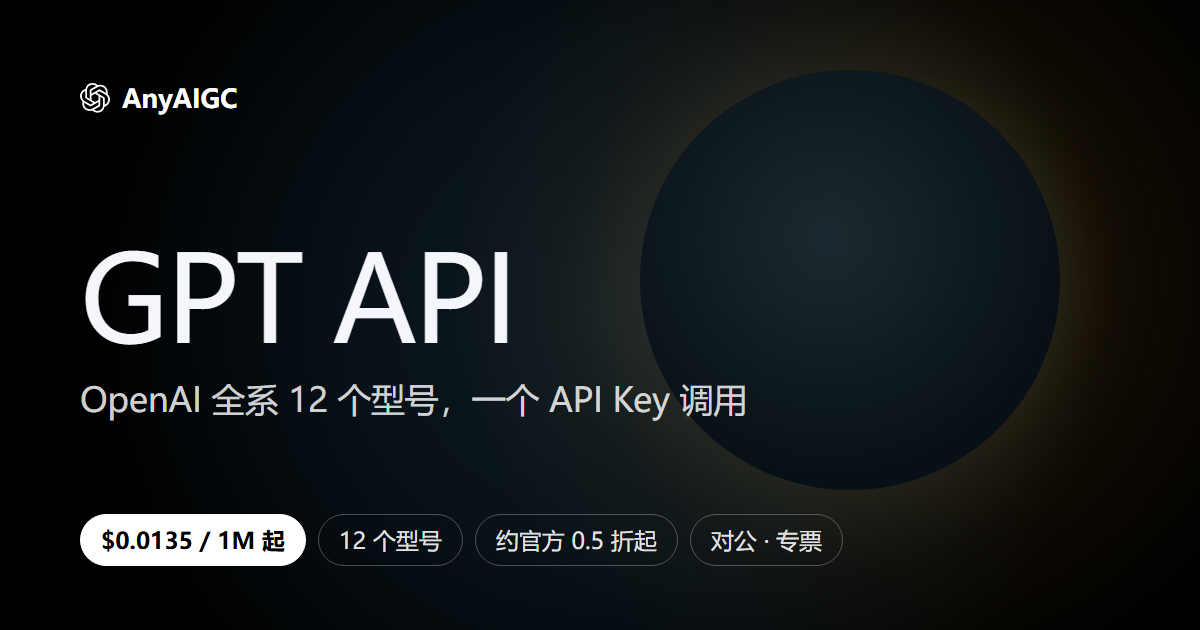 AnyAIGC
GPT API
OpenAI 全系 12 个型号，一个 API Key 调用
$0.0135 / 1M 起
12 个型号
约官方 0.5 折起
对公 · 专票